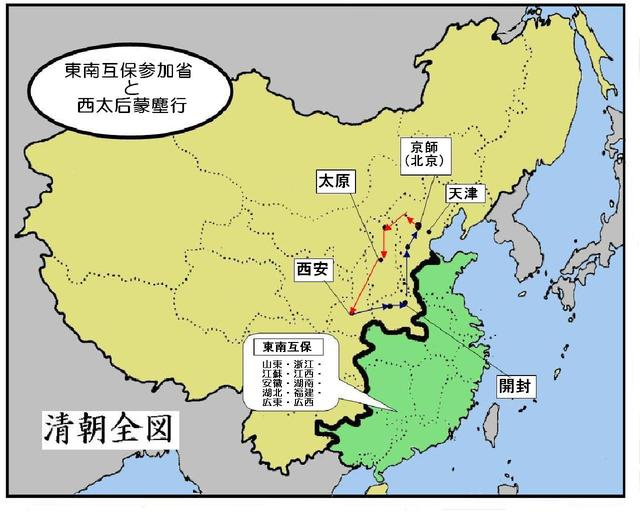 東南互保参加省
と
西太后蒙塵行
京師
(北京)
太原
天津
西安
東南互保
山東・浙江・
江蘇・江西・
安徽・湖南・
湖北・福建・
広東・広西
開封
清朝全図